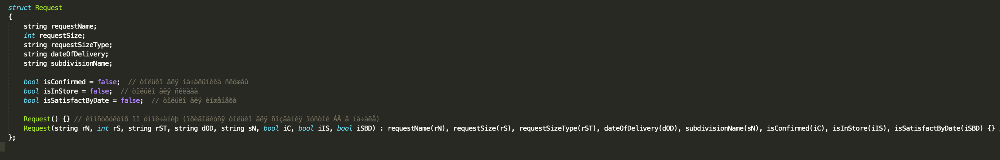 struct Request
{
string requestName;
int requestSize;
string requestSizeType;
string dateOfDelivery;
string subdivisionName;
bool isConfirmed = false;  // òîëüêî äëÿ íà÷àëüíèêà ñëóæáû
bool isInStore = false;  // òîëüêî äëÿ ñêëàäà
bool isSatisfactByDate = false;  // òîëüêî äëÿ èíæåíåðà
Request() {} // êîíñòðóêòîð ïî óìîë÷àíèþ (ïðèãîäèòñÿ òîëüêî äëÿ ñîçäàíèÿ ïóñòîé ÁÄ â íà÷àëå)
Request(string rN, int rS, string rST, string dOD, string sN, bool iC, bool iIS, bool iSBD) : requestName(rN), requestSize(rS), requestSizeType(rST), dateOfDelivery(dOD), subdivisionName(sN), isConfirmed(iC), isInStore(iIS), isSatisfactByDate(iSBD) {}
};